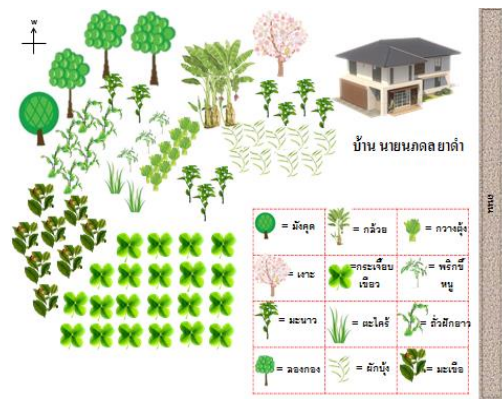 W
บ้าน นายนภดล ยาดำ
ถนน
= มังคุด
= กล้วย
= กวางตุ้ง
= เงาะ
=กระเจี๊ยบ
เขียว
= พริกขี้
หนู
= มะนาว
= ตะไคร้
= ถั่วฝักยาว
= ลองกอง
= ผักบุ้ง
= มะเขือ